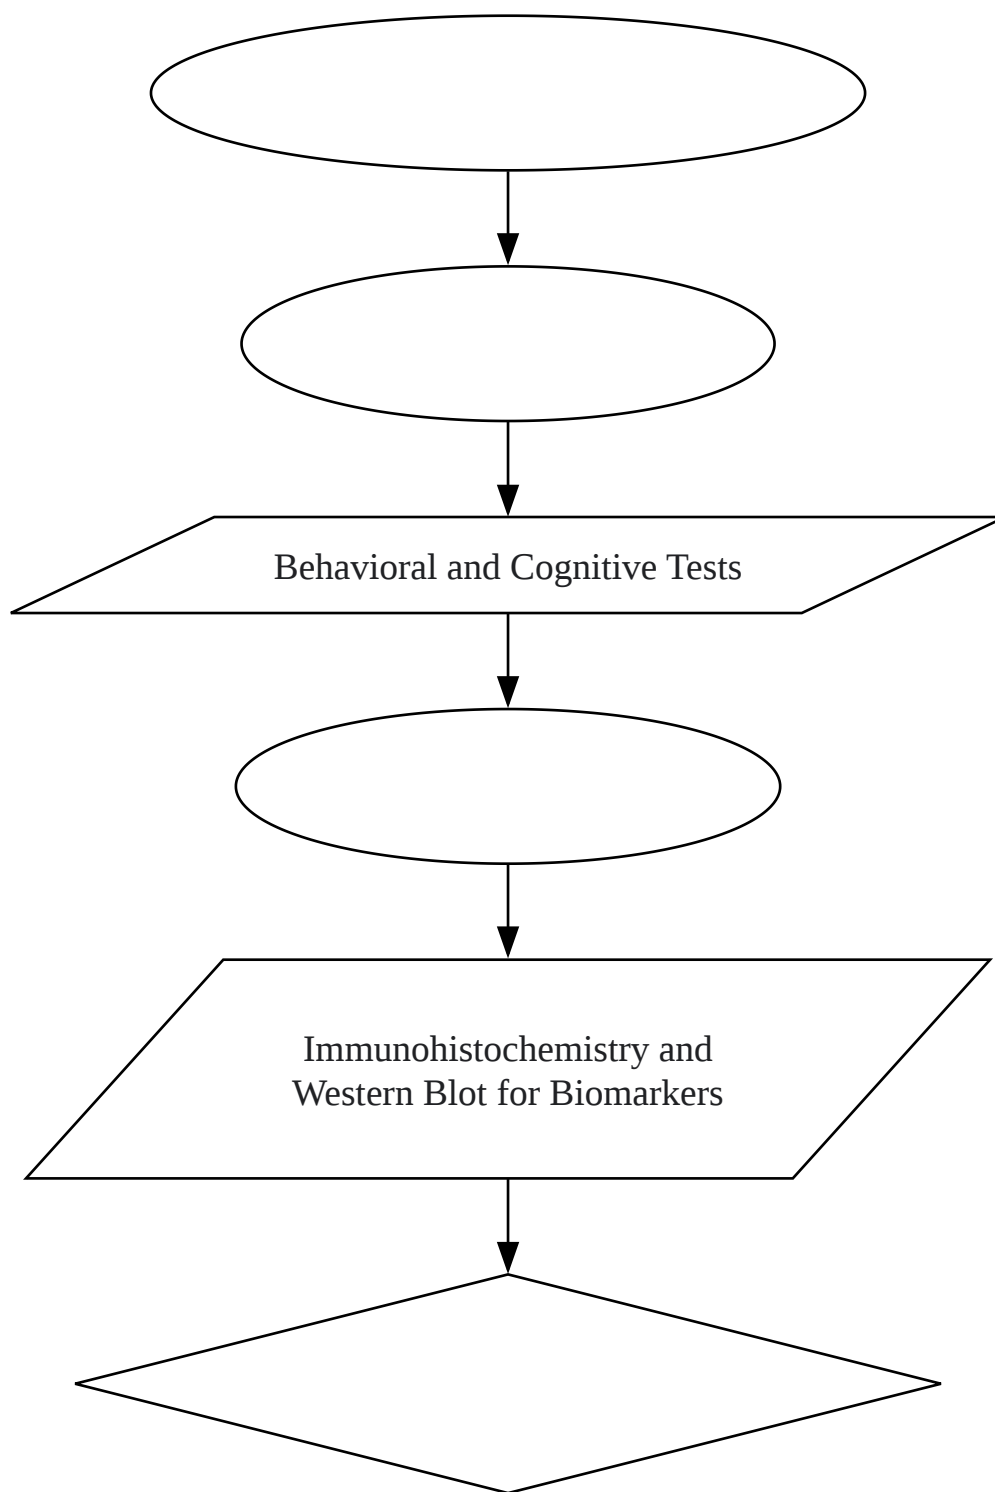 Behavioral and Cognitive Tests
Immunohistochemistry and
Western Blot for Biomarkers